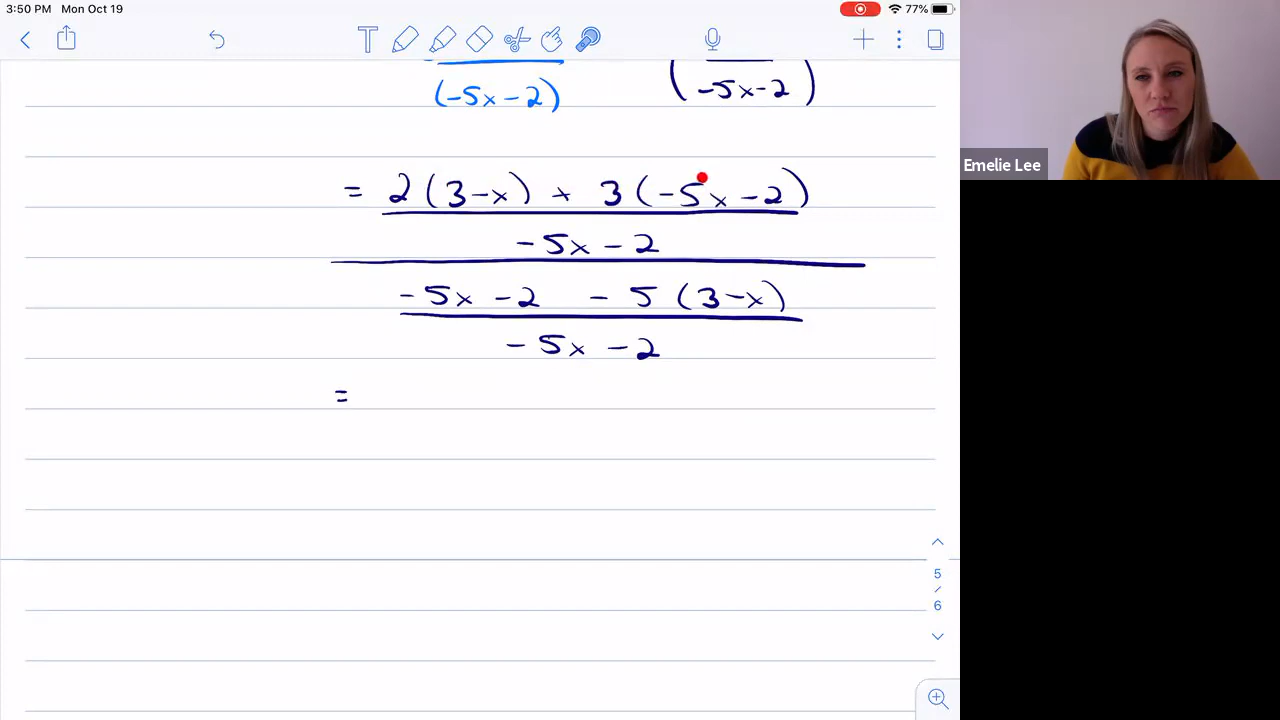 3:50 PM Mon Oct 19
77%
T
(-5x-2)
(-5x-2)
Emelie Lee
= 2(3-x) + 3(-5x-2)
-5x-2
-5x-2 -5(3-x)
-5x-2
=
5
/
6